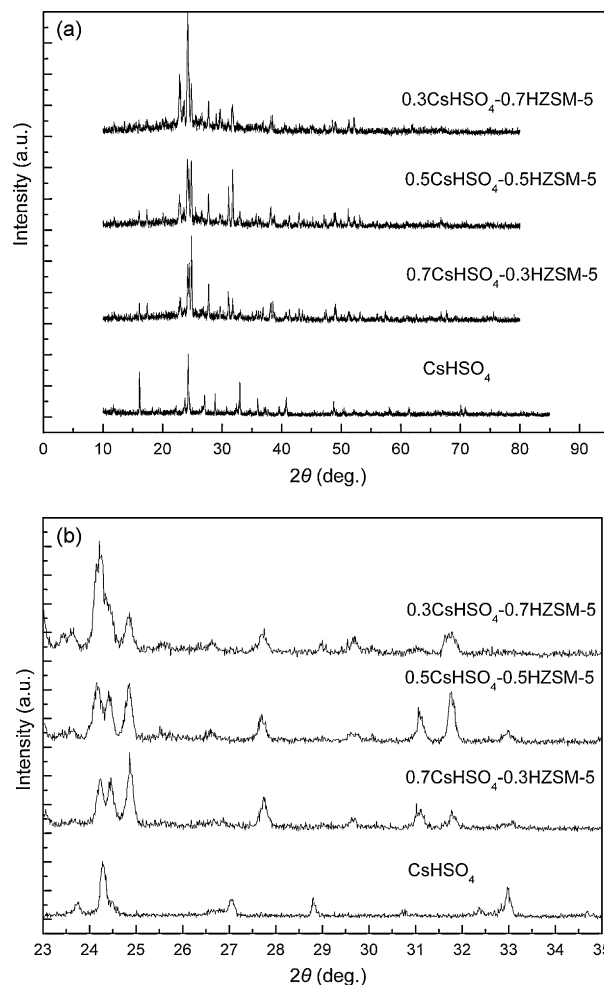 (a)
0.3CsHSO₄-0.7HZSM-5
0.5CsHSO₄-0.5HZSM-5
0.7CsHSO₄-0.3HZSM-5
CsHSO₄
Intensity (a.u.)
0 10 20 30 40 50 60 70 80 90
2θ (deg.)
(b)
0.3CsHSO₄-0.7HZSM-5
0.5CsHSO₄-0.5HZSM-5
0.7CsHSO₄-0.3HZSM-5
CsHSO₄
Intensity (a.u.)
23 24 25 26 27 28 29 30 31 32 33 34 35
2θ (deg.)